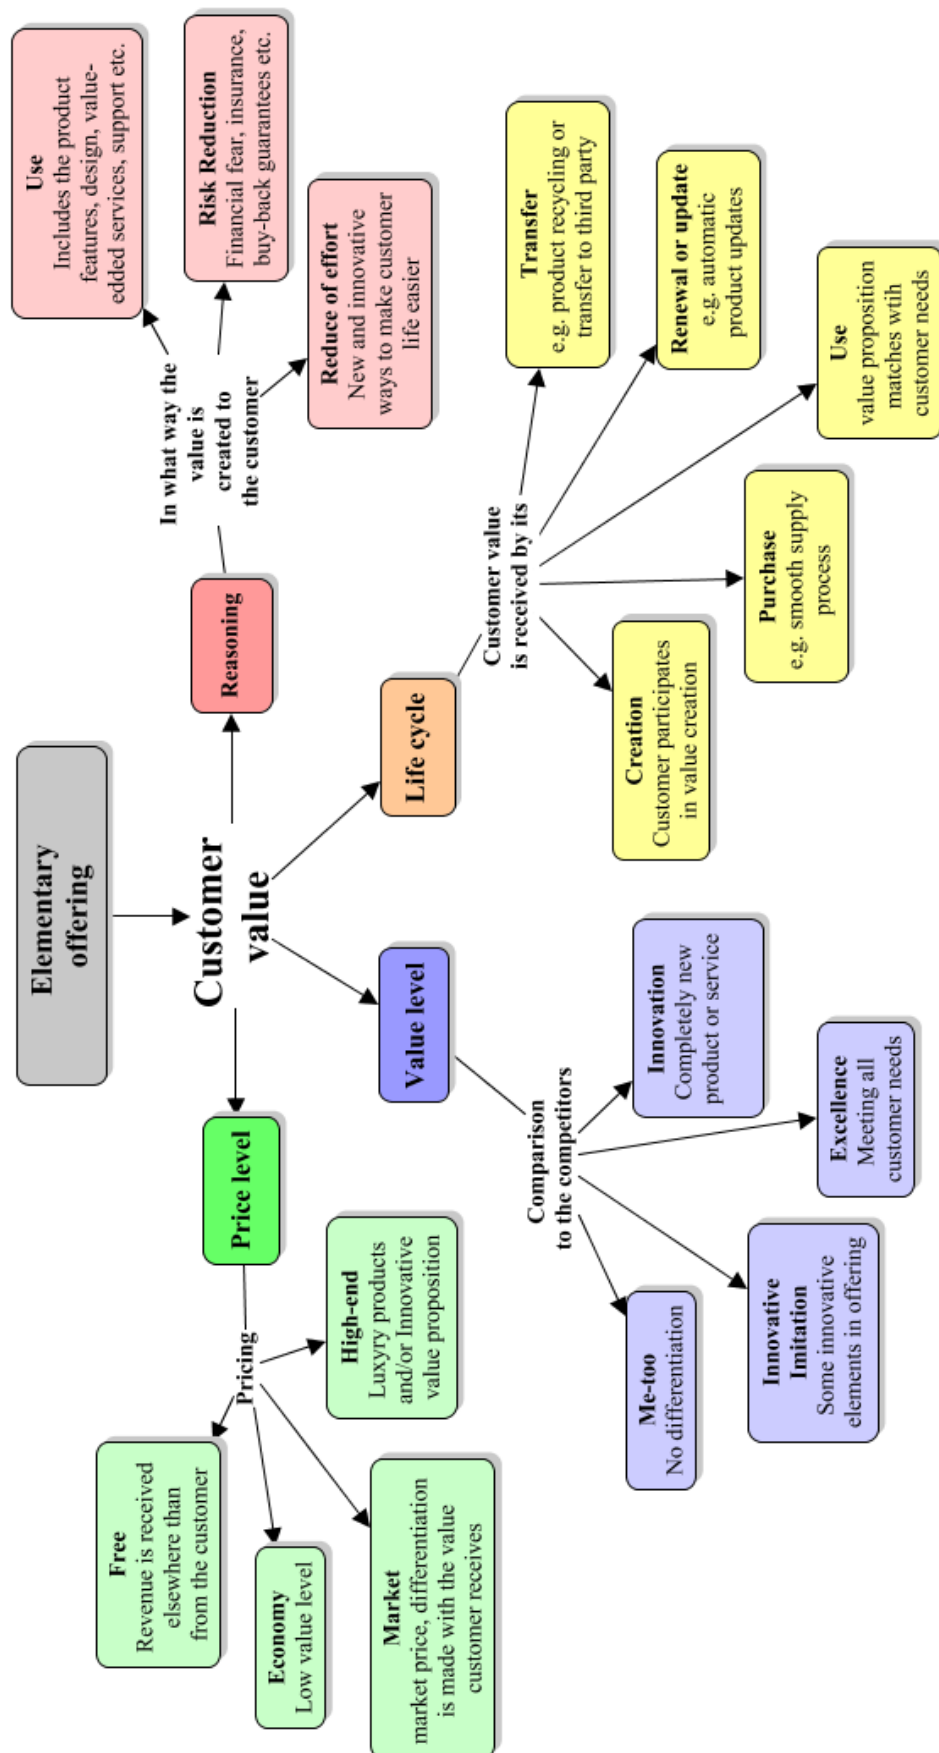 Elementary
offering
Customer
value
Price level
Pricing
Free
Revenue is received
elsewhere than
from the customer
Economy
Low value level
Market
market price, differentiation
is made with the value
customer receives
High-end
Luxyry products
and/or Innovative
value proposition
Value level
Comparison
to the competitors
Me-too
No differentiation
Innovative
Imitation
Some innovative
elements in offering
Excellence
Meeting all
customer needs
Innovation
Completely new
product or service
Life cycle
Customer value
is received by its
Creation
Customer participates
in value creation
Purchase
e.g. smooth supply
process
Use
value proposition
matches wtih
customer needs
Renewal or update
e.g. automatic
product updates
Transfer
e.g. product recycling or
transfer to third party
Reasoning
In what way the
value is
created to
the customer
Use
Includes the product
features, design, value-
edded services, support etc.
Risk Reduction
Financial fear, insurance,
buy-back guarantees etc.
Reduce of effort
New and innovative
ways to make customer
life easier